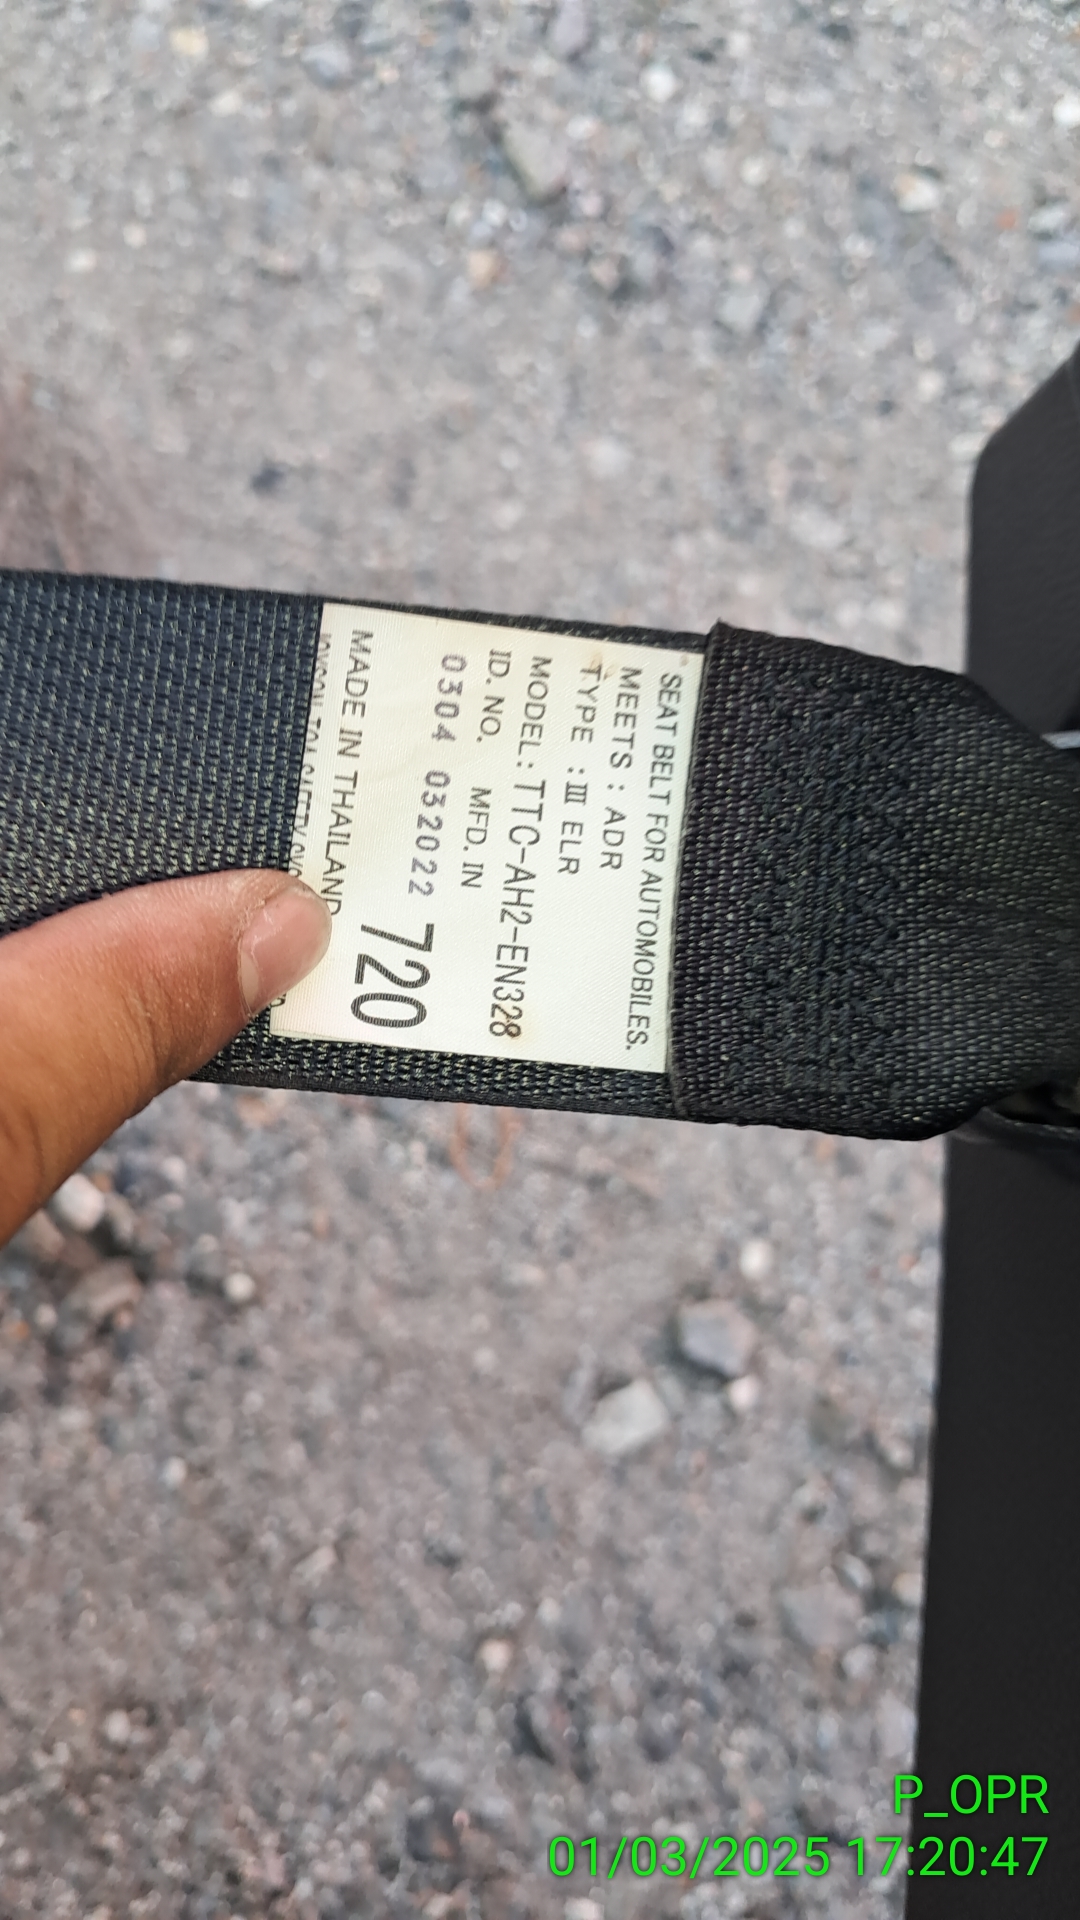 SEAT BELT FOR AUTOMOBILES.
MEETS : ADR
TYPE : Ⅲ ELR
MODEL: TTC-AH2-EN328
ID. NO. MFD. IN
0304 032022 720
MADE IN THAILAND
SAFETY
P_OPR
01/03/2025 17:20:47